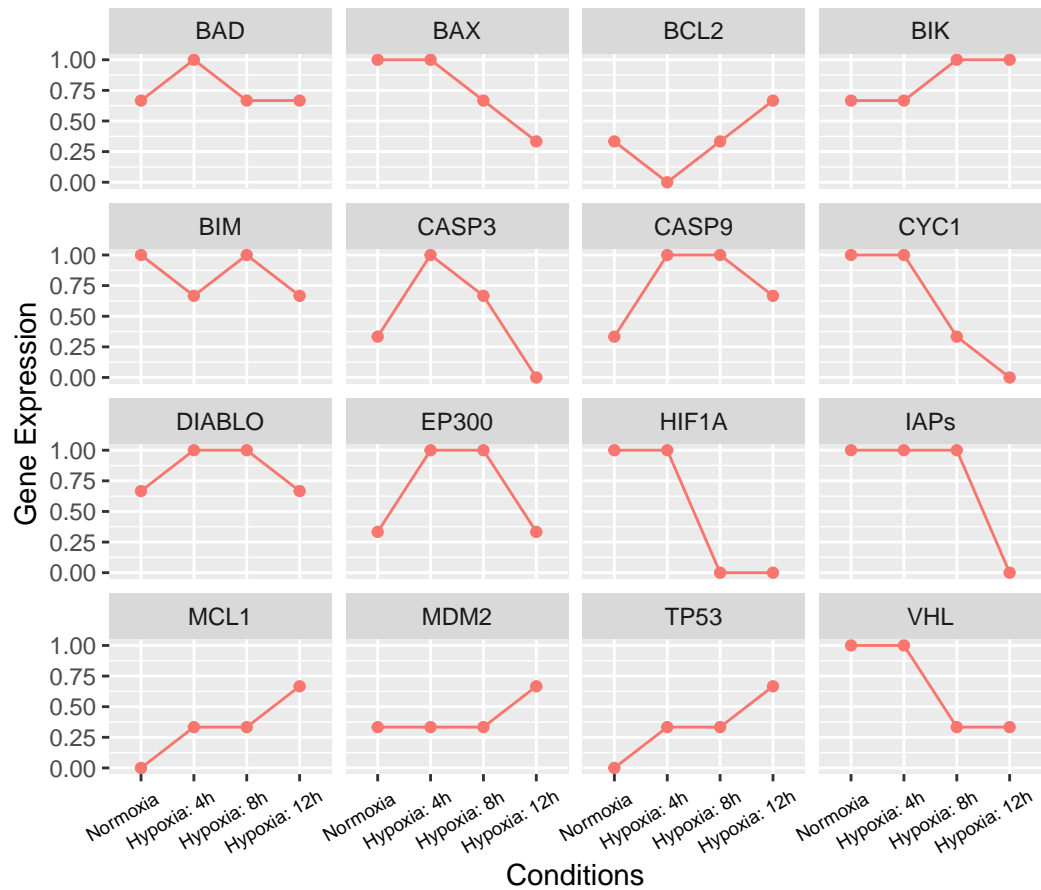 BAD BAX BCL2 BIK
1.00
0.75
0.50
0.25
0.00
BIM CASP3 CASP9 CYC1
1.00
0.75
0.50
0.25
0.00
DIABLO EP300 HIF1A IAPs
1.00
0.75
0.50
0.25
0.00
MCL1 MDM2 TP53 VHL
1.00
0.75
0.50
0.25
0.00
Gene Expression
Normoxia Hypoxia: 4h Hypoxia: 8h Hypoxia: 12h Normoxia Hypoxia: 4h Hypoxia: 8h Hypoxia: 12h Normoxia Hypoxia: 4h Hypoxia: 8h Hypoxia: 12h Normoxia Hypoxia: 4h Hypoxia: 8h Hypoxia: 12h
Conditions